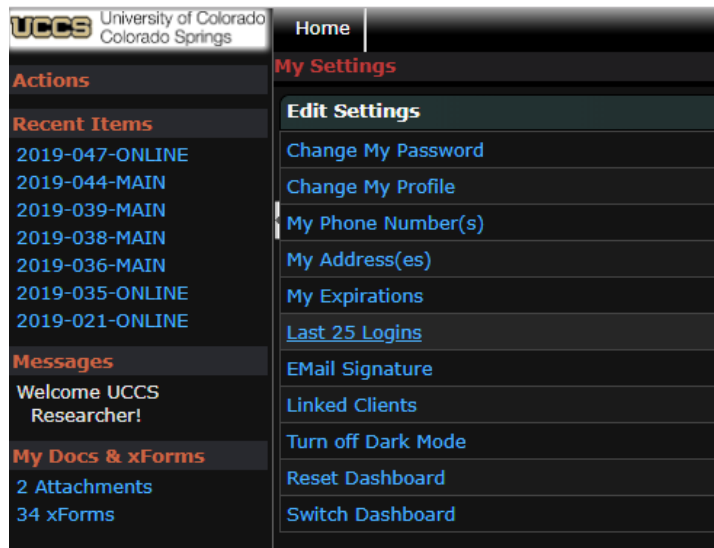 UCCS
University of Colorado
Colorado Springs
Home
Actions
Recent Items
2019-047-ONLINE
2019-044-MAIN
2019-039-MAIN
2019-038-MAIN
2019-036-MAIN
2019-035-ONLINE
2019-021-ONLINE
Messages
Welcome UCCS
Researcher!
My Docs & xForms
2 Attachments
34 xForms
My Settings
Edit Settings
Change My Password
Change My Profile
My Phone Number(s)
My Address(es)
My Expirations
Last 25 Logins
EMail Signature
Linked Clients
Turn off Dark Mode
Reset Dashboard
Switch Dashboard